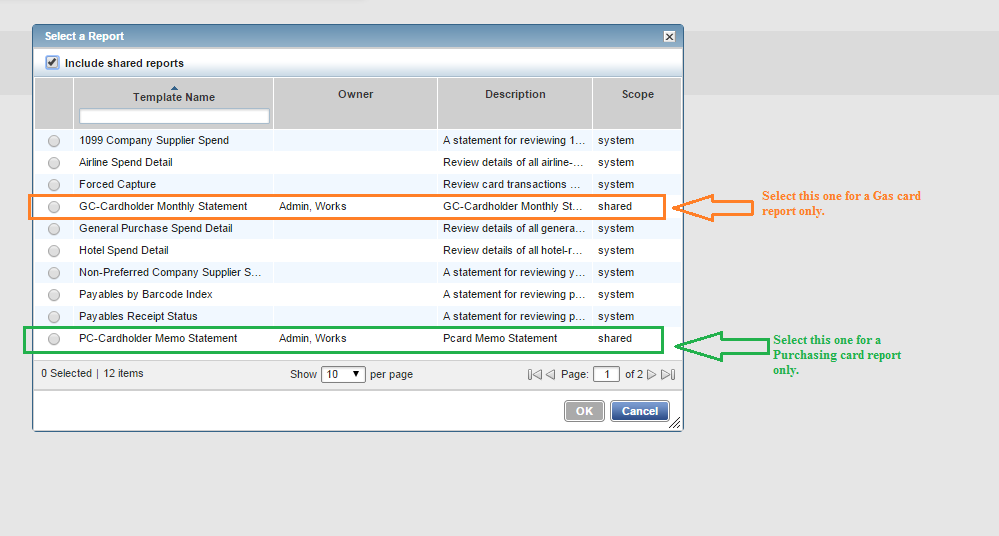 Select a Report
Include shared reports
Template Name Owner Description Scope
1099 Company Supplier Spend A statement for reviewing 1... system
Airline Spend Detail Review details of all airline-... system
Forced Capture Review card transactions ... system
GC-Cardholder Monthly Statement Admin, Works GC-Cardholder Monthly St... shared
General Purchase Spend Detail Review details of all genera... system
Hotel Spend Detail Review details of all hotel-r... system
Non-Preferred Company Supplier S... A statement for reviewing y... system
Payables by Barcode Index A statement for reviewing p... system
Payables Receipt Status A statement for reviewing p... system
PC-Cardholder Memo Statement Admin, Works Pcard Memo Statement shared
0 Selected | 12 items Show 10 per page Page: 1 of 2
OK Cancel
Select this one for a Gas card
report only.
Select this one for a
Purchasing card report
only.